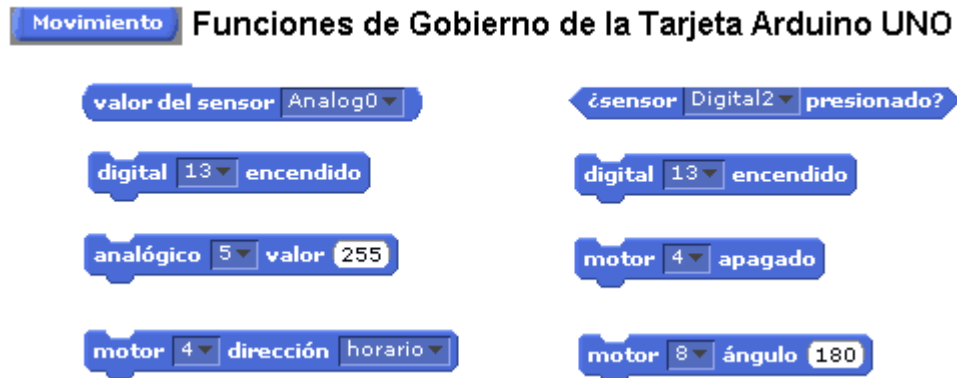 Movimiento Funciones de Gobierno de la Tarjeta Arduino UNO
valor del sensor Analog0 ¿sensor Digital2 presionado?
digital 13 encendido digital 13 encendido
analógico 5 valor 255 motor 4 apagado
motor 4 dirección horario motor 8 ángulo 180